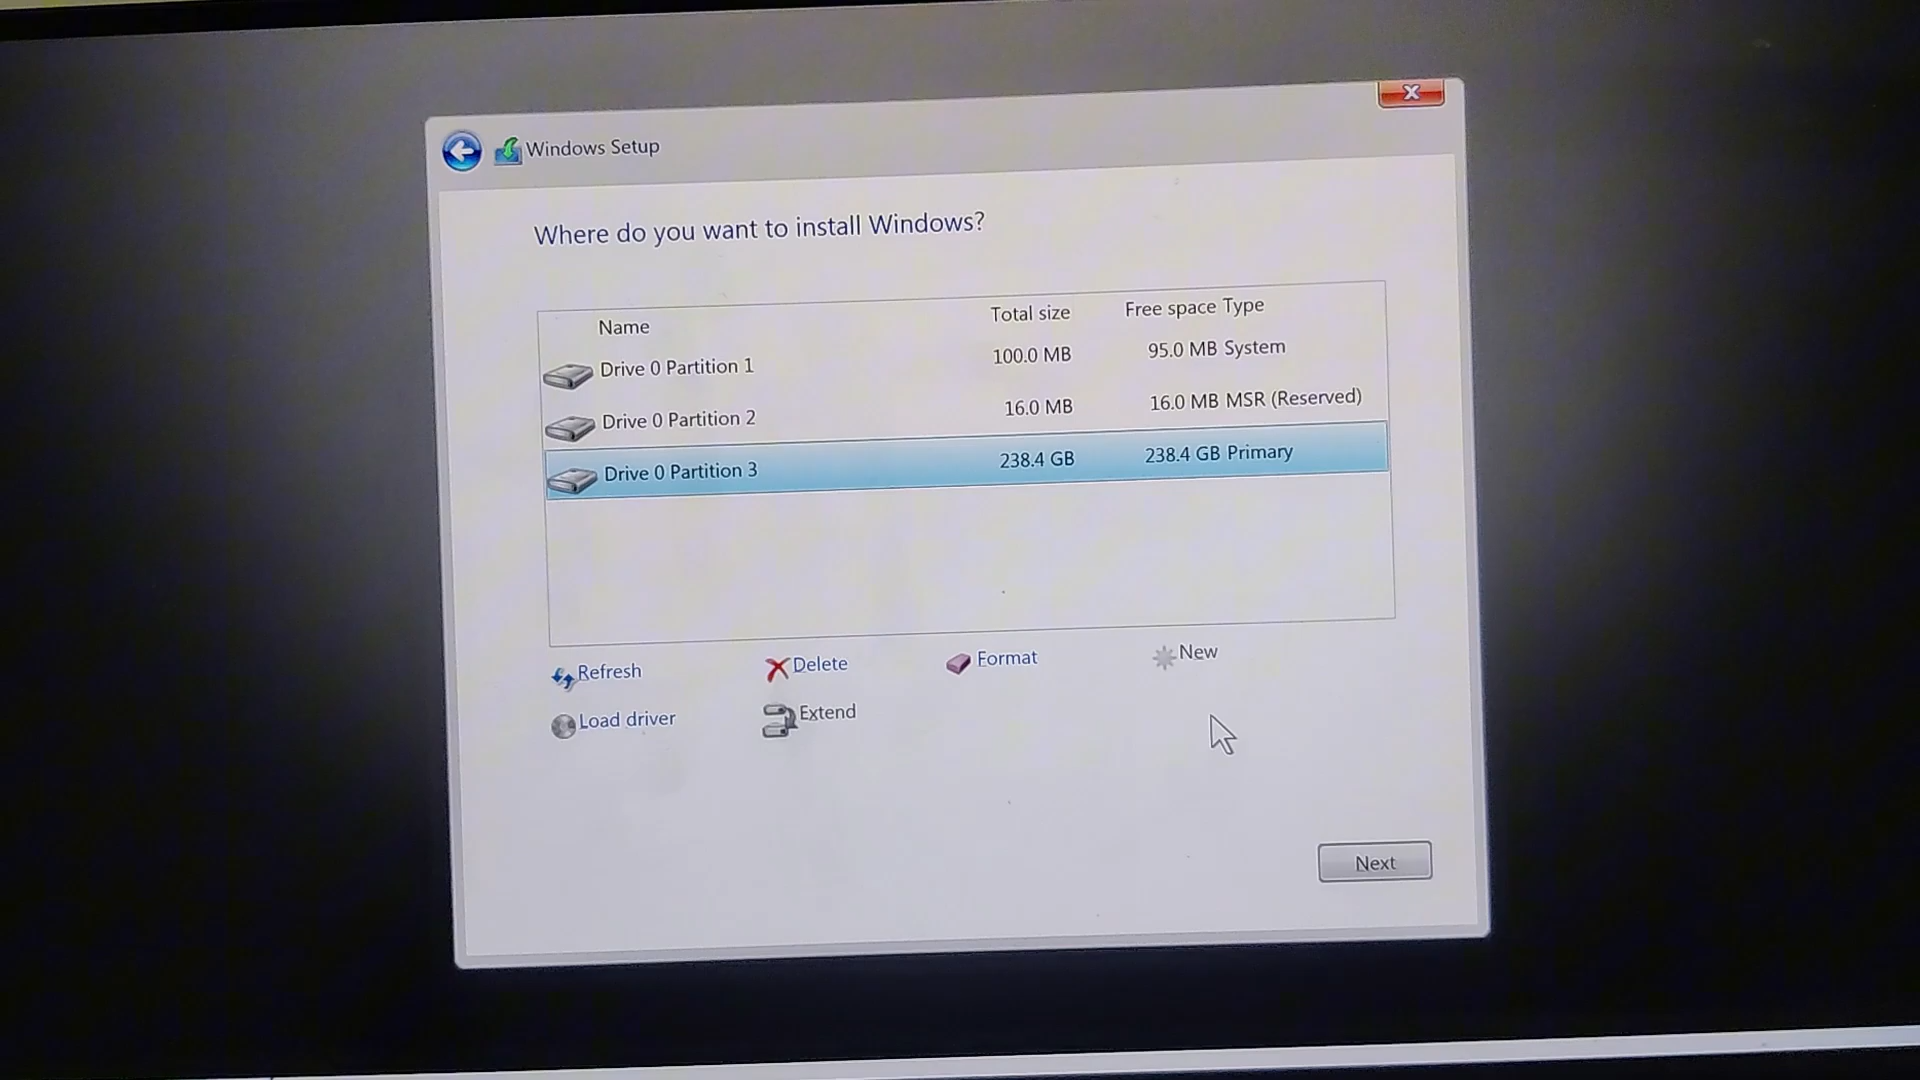 Windows Setup
Where do you want to install Windows?
Name Total size Free space Type
Drive 0 Partition 1 100.0 MB 95.0 MB System
Drive 0 Partition 2 16.0 MB 16.0 MB MSR (Reserved)
Drive 0 Partition 3 238.4 GB 238.4 GB Primary
Refresh Delete Format New
Load driver Extend
Next